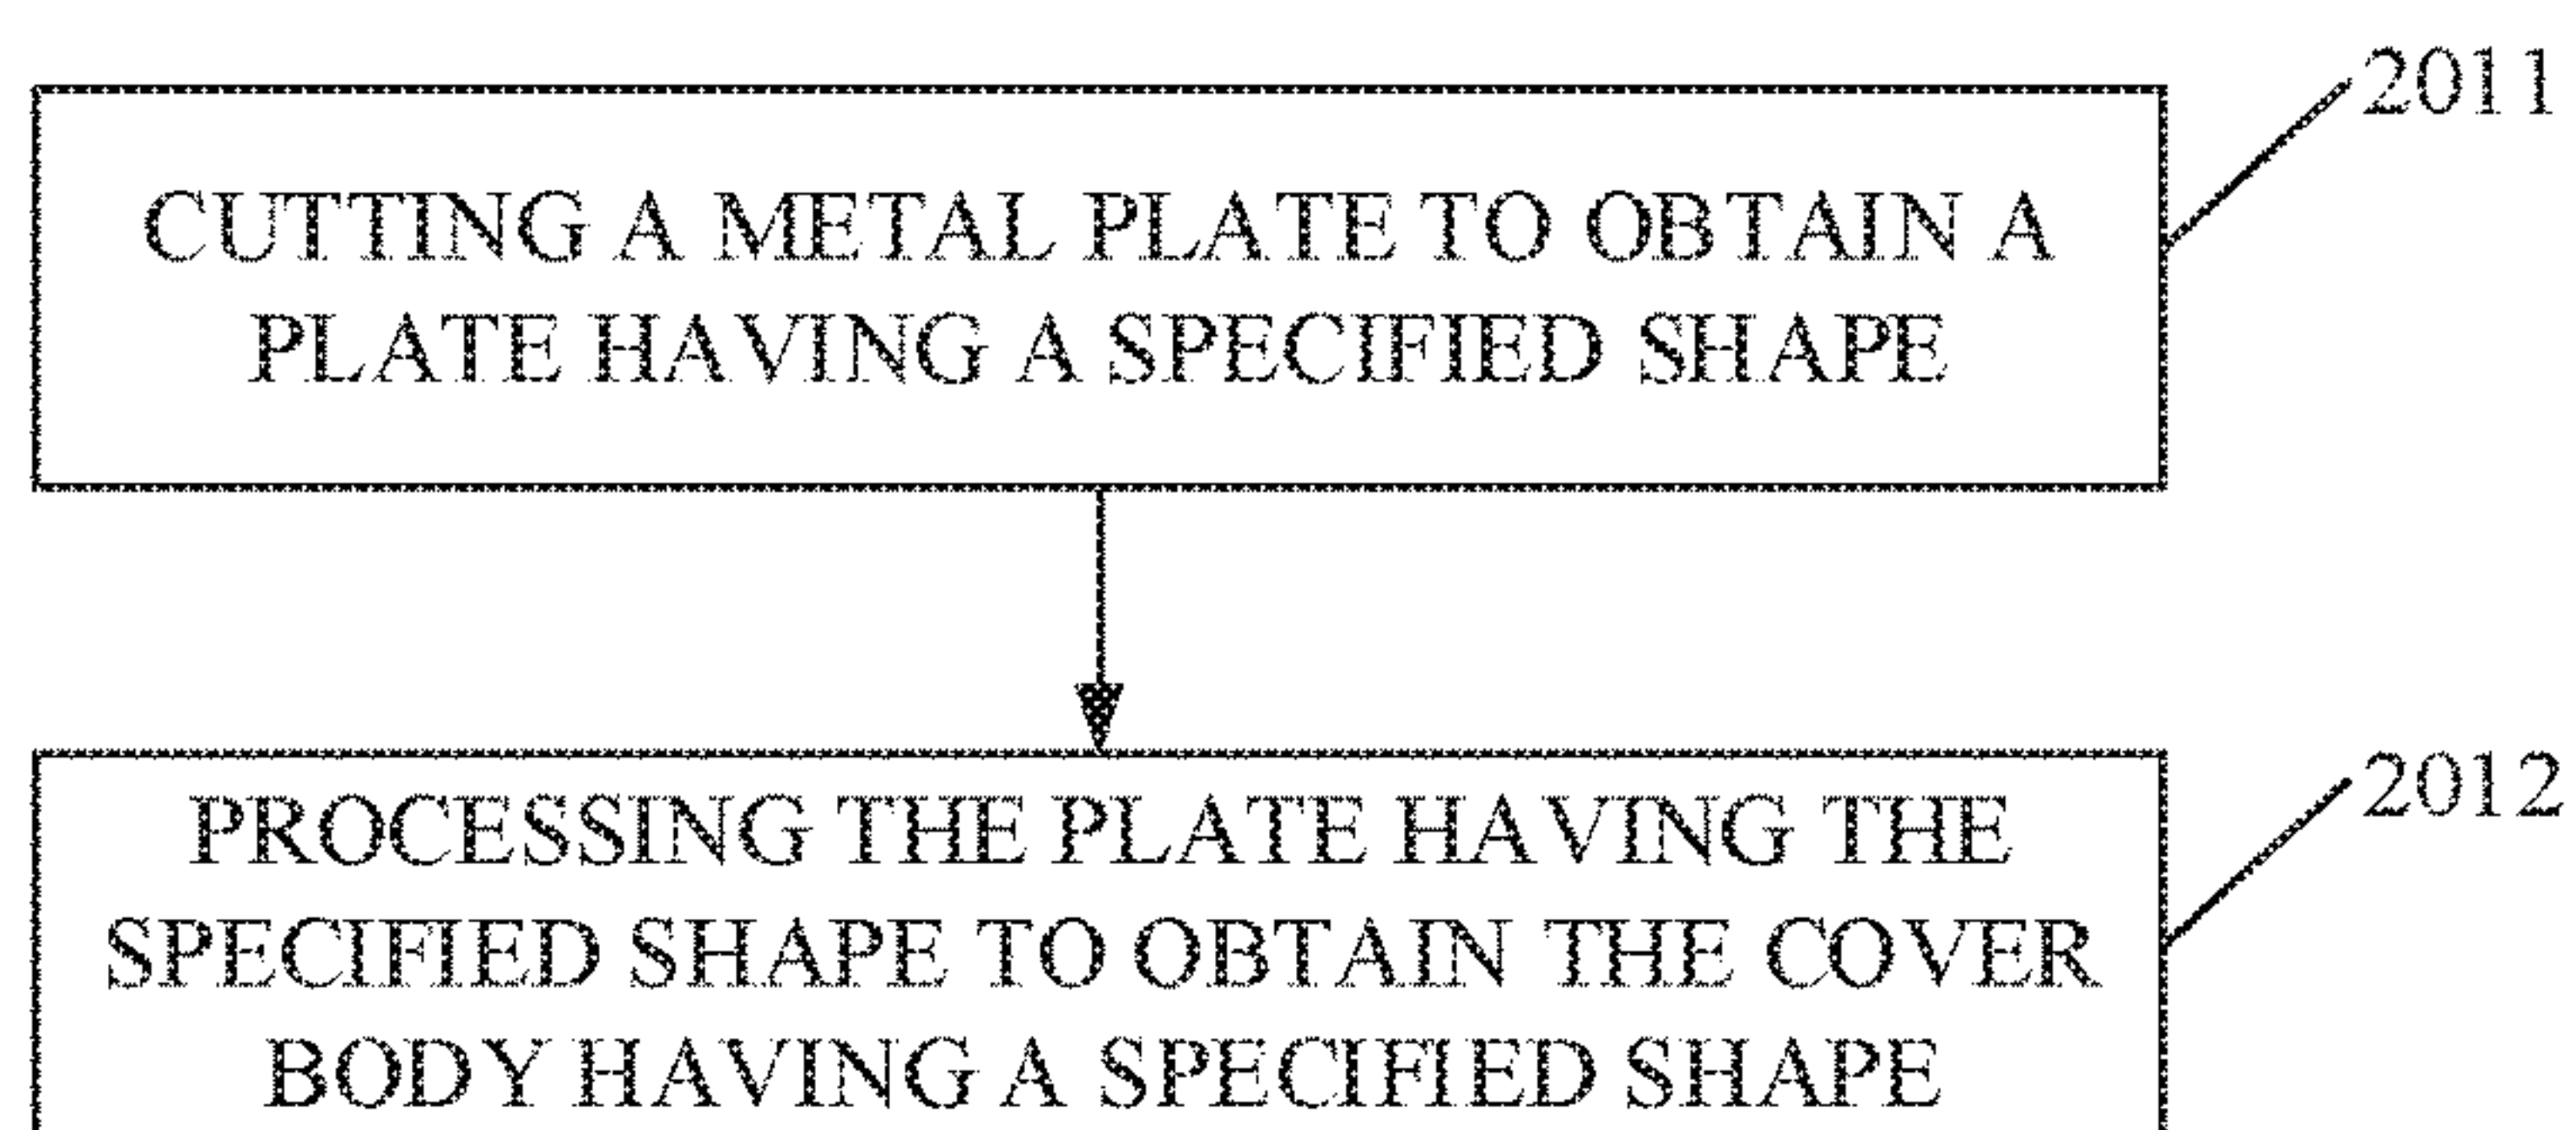 2011
CUTTING A METAL PLATE TO OBTAIN A
PLATE HAVING A SPECIFIED SHAPE
2012
PROCESSING THE PLATE HAVING THE
SPECIFIED SHAPE TO OBTAIN THE COVER
BODY HAVING A SPECIFIED SHAPE